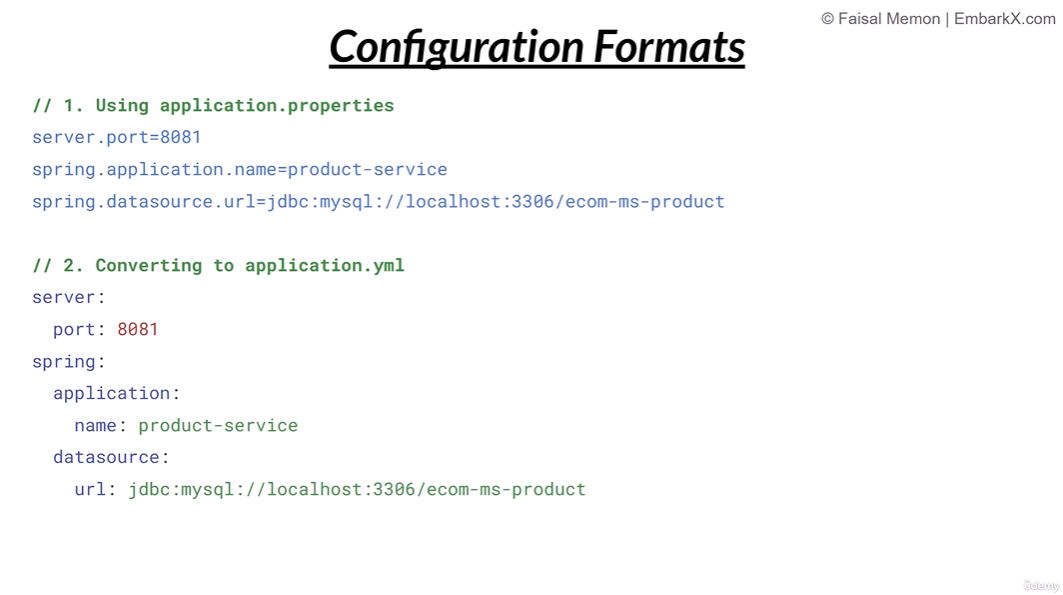 © Faisal Memon | EmbarkX.com
Configuration Formats
// 1. Using application.properties
server.port=8081
spring.application.name=product-service
spring.datasource.url=jdbc:mysql://localhost:3306/ecom-ms-product
// 2. Converting to application.yml
server:
  port: 8081
spring:
  application:
    name: product-service
  datasource:
    url: jdbc:mysql://localhost:3306/ecom-ms-product
ûdemy